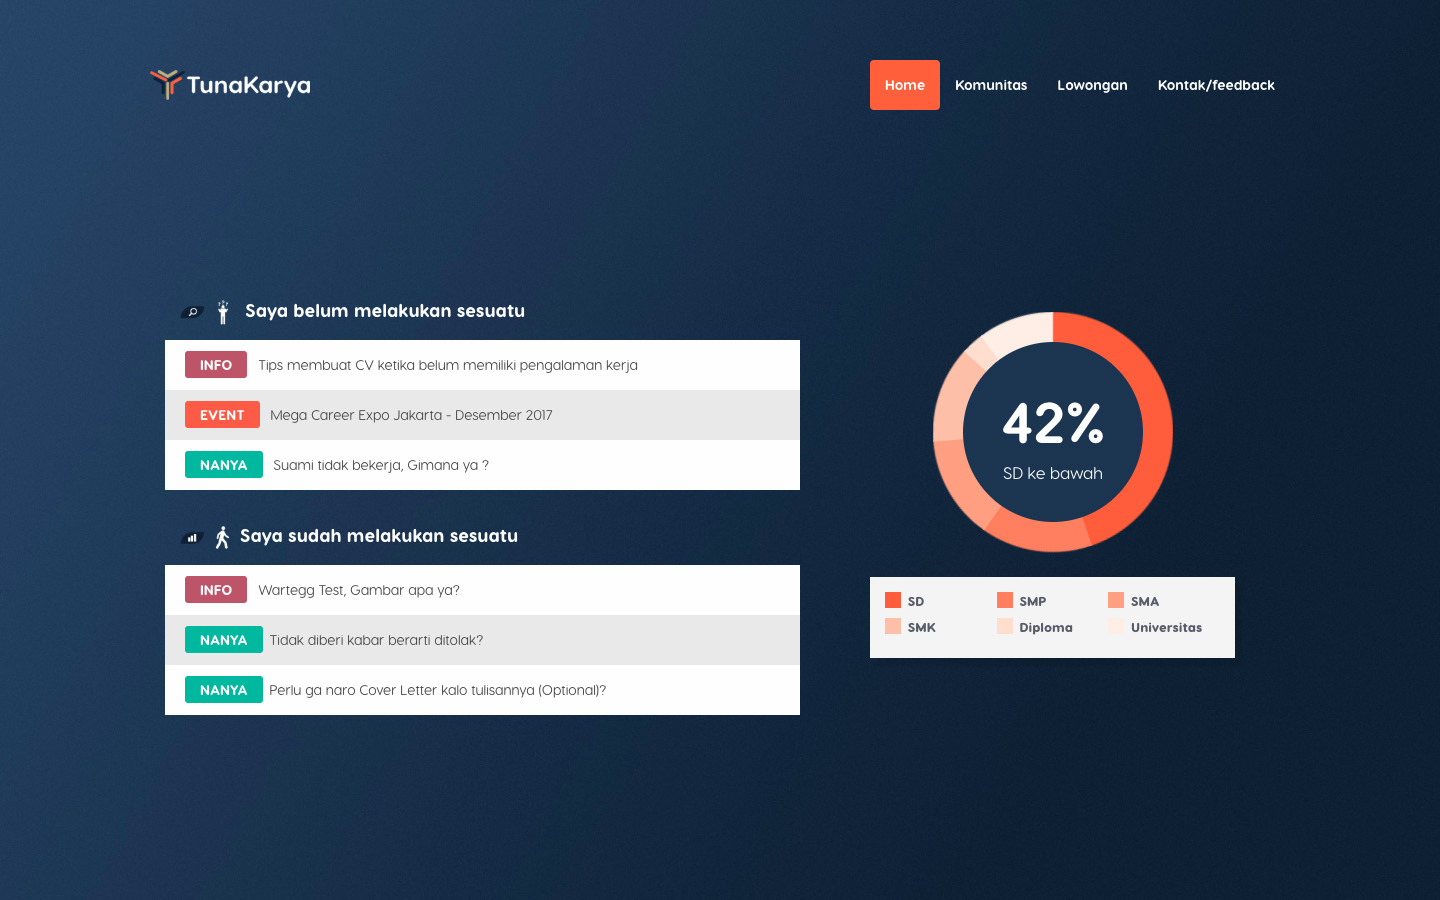 TunaKarya
Home Komunitas Lowongan Kontak/feedback
Saya belum melakukan sesuatu
INFO Tips membuat CV ketika belum memiliki pengalaman kerja
EVENT Mega Career Expo Jakarta - Desember 2017
NANYA Suami tidak bekerja, Gimana ya ?
Saya sudah melakukan sesuatu
INFO Wartegg Test, Gambar apa ya?
NANYA Tidak diberi kabar berarti ditolak?
NANYA Perlu ga naro Cover Letter kalo tulisannya (Optional)?
42%
SD ke bawah
SD SMP SMA
SMK Diploma Universitas